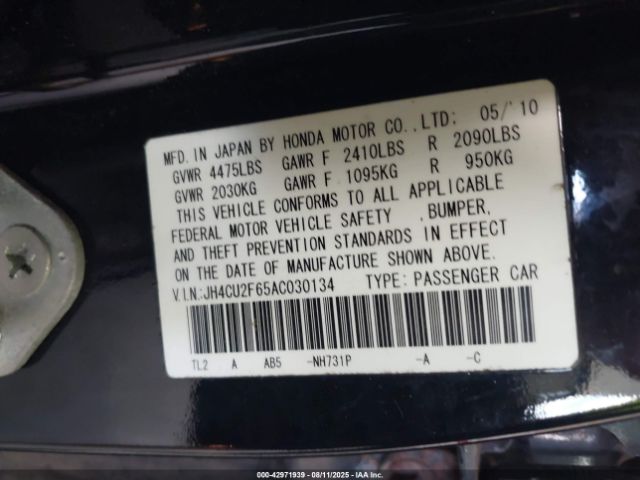 MFD. IN JAPAN BY HONDA MOTOR CO., LTD: 05/'10
GVWR 4475LBS GAWR F 2410LBS R 2090LBS
GVWR 2030KG GAWR F 1095KG R 950KG
THIS VEHICLE CONFORMS TO ALL APPLICABLE
FEDERAL MOTOR VEHICLE SAFETY ,BUMPER,
AND THEFT PREVENTION STANDARDS IN EFFECT
ON THE DATE OF MANUFACTURE SHOWN ABOVE.
V.I.N:JH4CU2F65AC030134 TYPE: PASSENGER CAR
TL2 A AB5 -NH731P -A -C
000-42971939 - 08/11/2025 - IAA Inc.